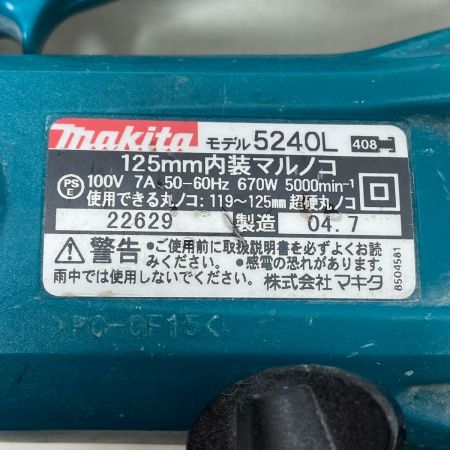 makita モデル 5240L 408
125mm内装マルノコ
PS 100V 7A 50-60Hz 670W 5000min⁻¹
使用できる丸ノコ:119~125mm 超硬丸ノコ
22629 製造 04.7
警告 •ご使用前に取扱説明書を必ずよくお読
みください。 •感電の恐れがあります。
雨中では使用しないでください。 株式会社 マキタ
8504581
PC-GF15<